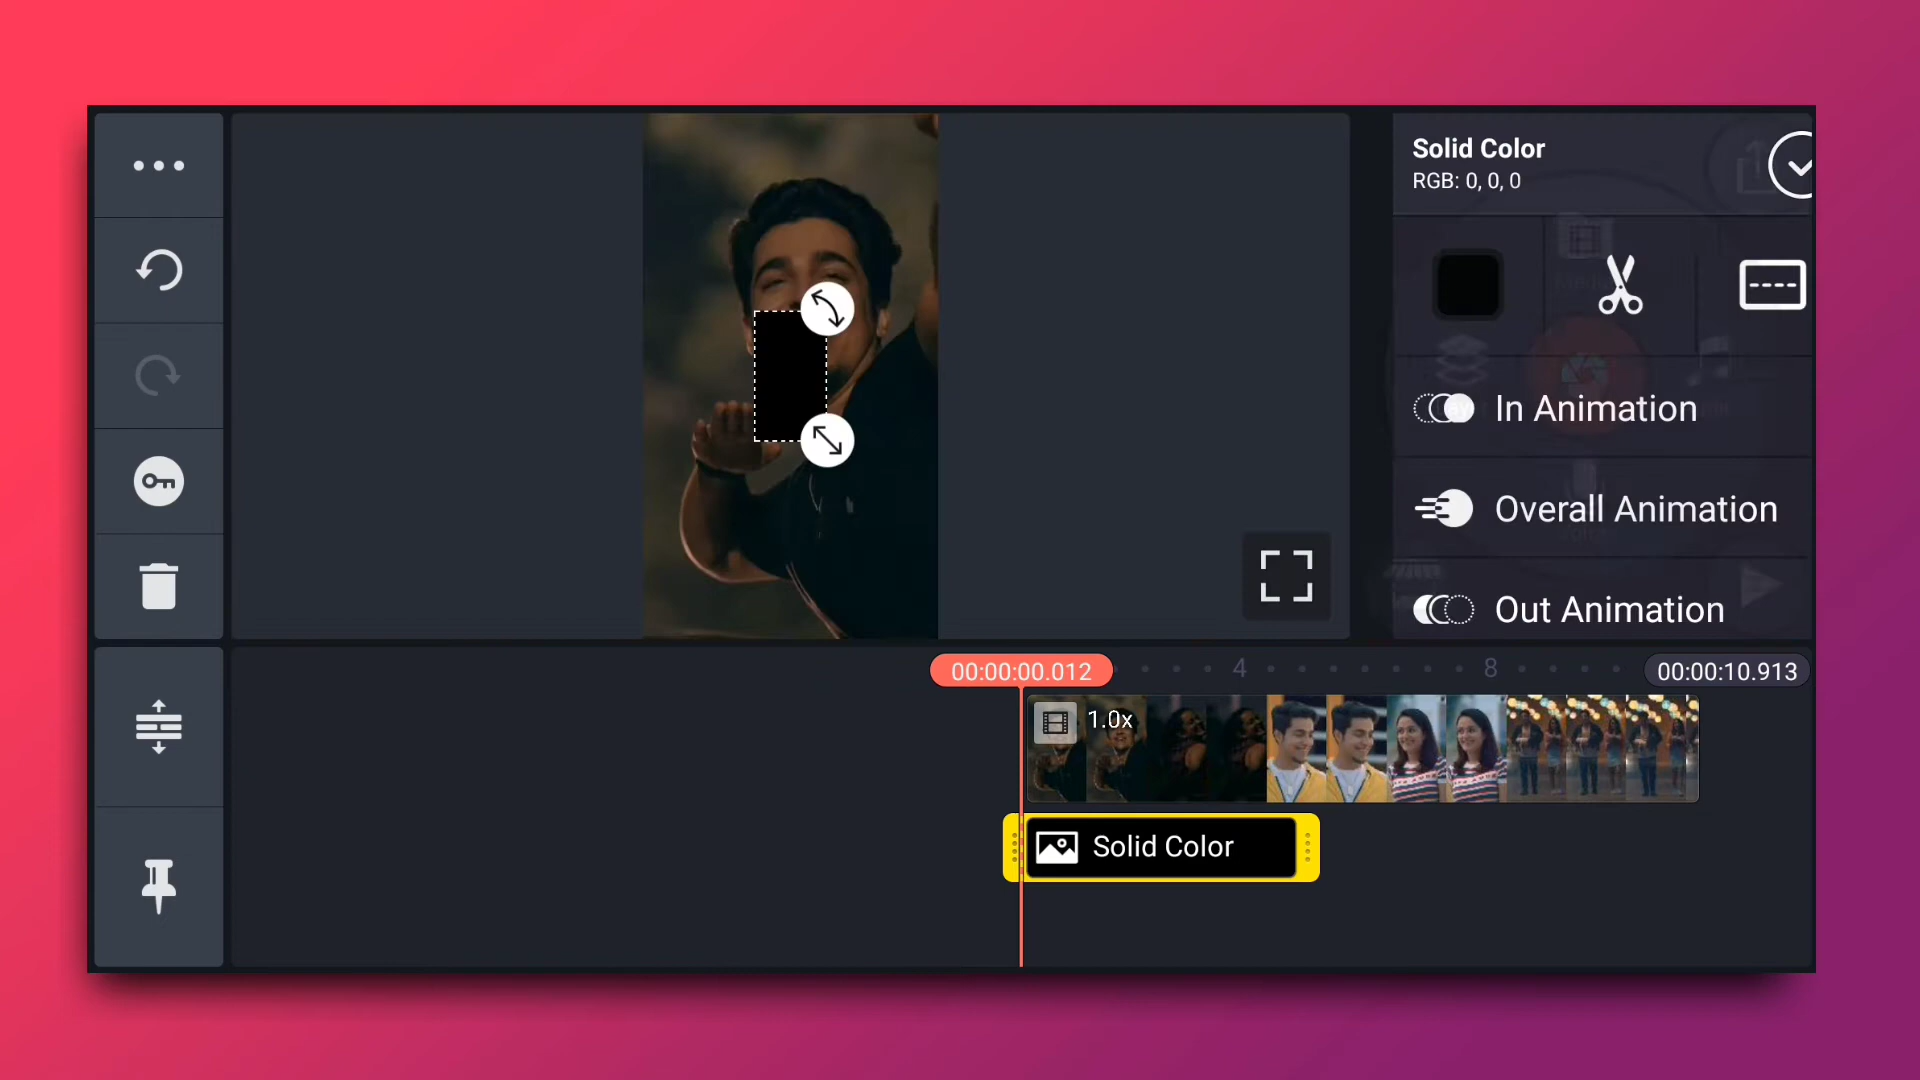 Solid Color
RGB: 0, 0, 0
In Animation
Overall Animation
Out Animation
00:00:00.012
4
8
00:00:10.913
1.0x
Solid Color